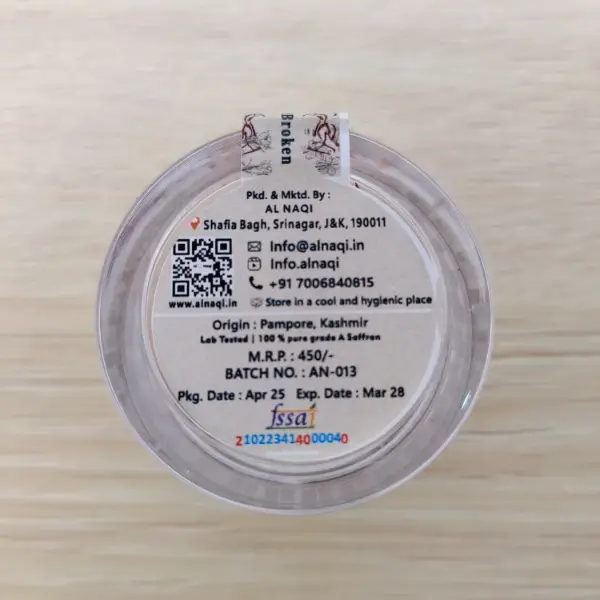 Broken
Pkd. & Mktd. By :
AL NAQI
Shafia Bagh, Srinagar, J&K, 190011
Info@alnaqi.in
Info.alnaqi
+91 7006840815
www.alnaqi.in
Store in a cool and hygienic place
Origin : Pampore, Kashmir
Lab Tested | 100 % pure grade A Saffron
M.R.P. : 450/-
BATCH NO. : AN-013
Pkg. Date : Apr 25 Exp. Date : Mar 28
fssai
21022341400040